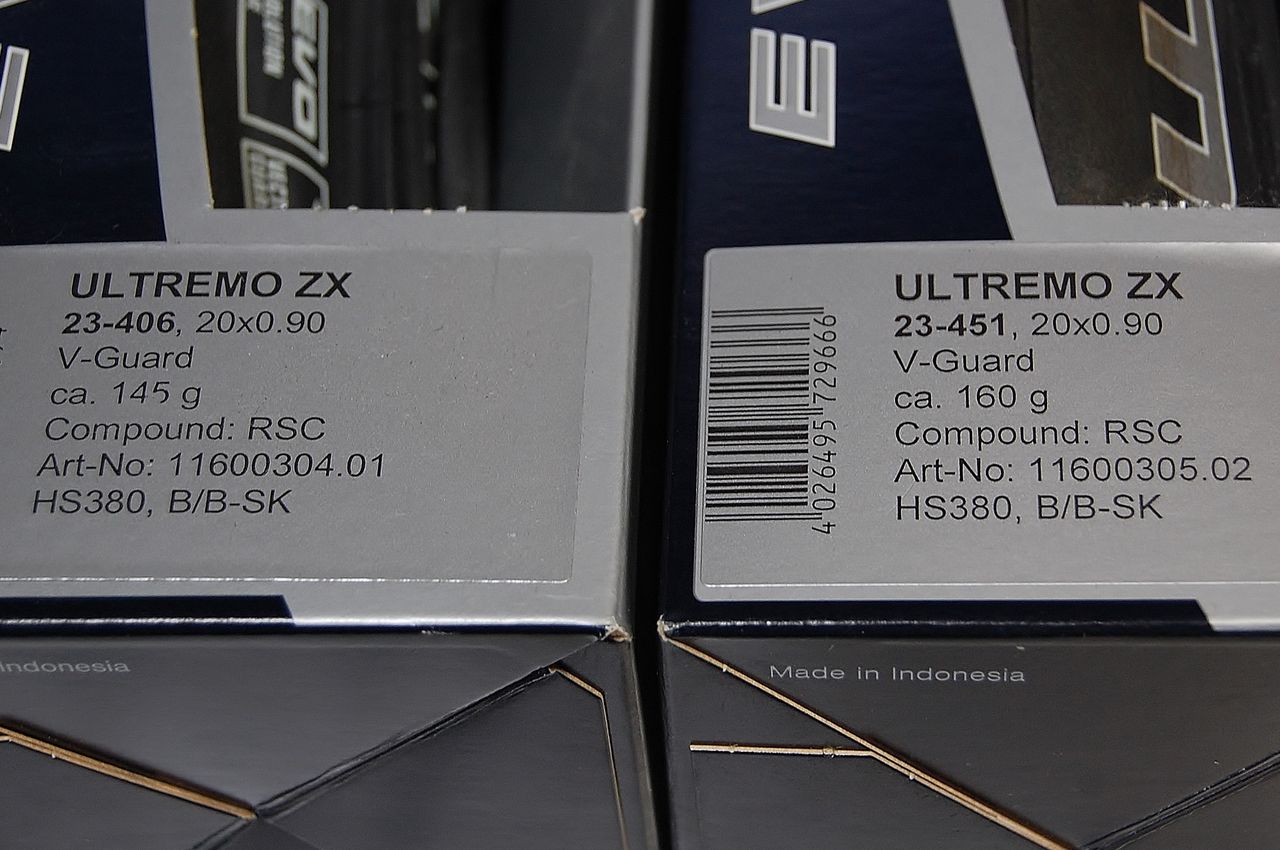 EVO
E
ULTREMO ZX
23-406, 20x0.90
V-Guard
ca. 145 g
Compound: RSC
Art-No: 11600304.01
HS380, B/B-SK
Indonesia
ULTREMO ZX
23-451, 20x0.90
V-Guard
ca. 160 g
Compound: RSC
Art-No: 11600305.02
HS380, B/B-SK
4 026495 729666
Made in Indonesia